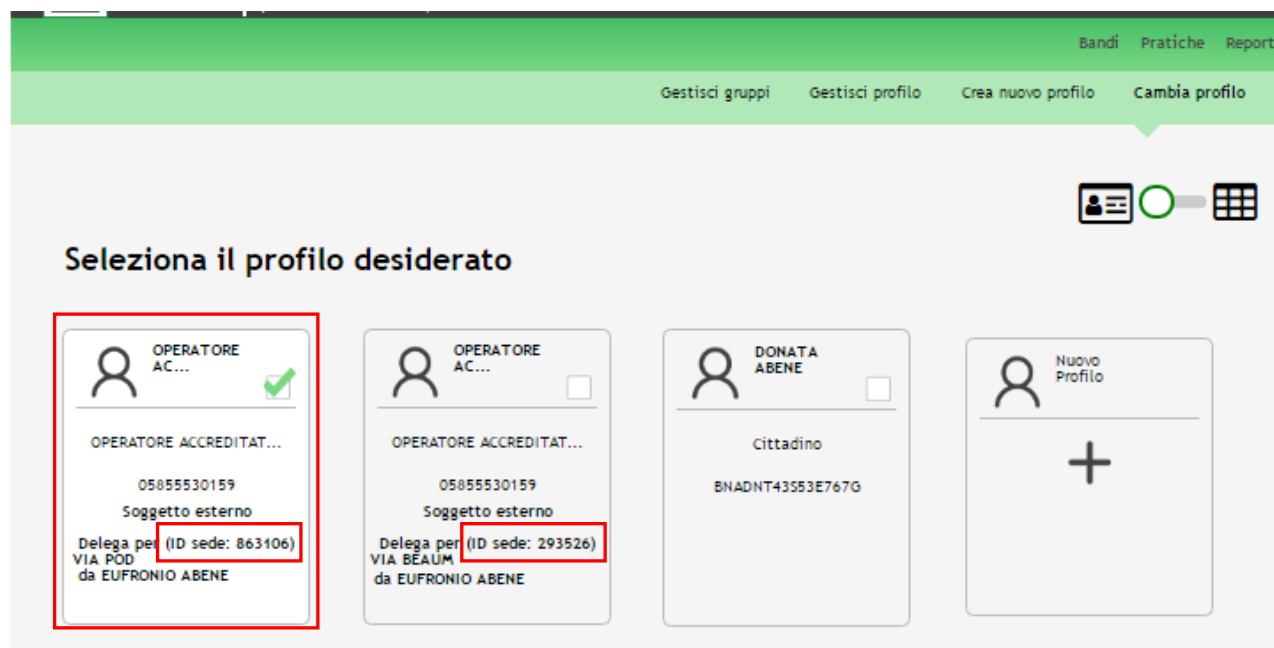 Bandi Pratiche Report
Gestisci gruppi Gestisci profilo Crea nuovo profilo Cambia profilo
Seleziona il profilo desiderato
OPERATORE
AC...
OPERATORE ACCREDITAT...
05855530159
Soggetto esterno
Delega per (ID sede: 863106)
VIA POD
da EUFRONIO ABENE
OPERATORE
AC...
OPERATORE ACCREDITAT...
05855530159
Soggetto esterno
Delega per (ID sede: 293526)
VIA BEAUM
da EUFRONIO ABENE
DONATA
ABENE
Cittadino
BNADNT43S53E767G
Nuovo
Profilo